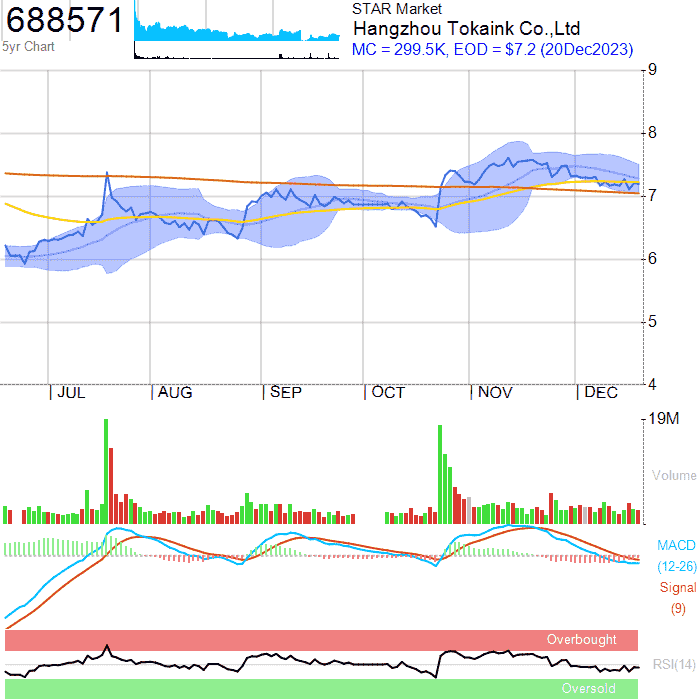 688571
5yr Chart
STAR Market
Hangzhou Tokaink Co.,Ltd
MC = 299.5K, EOD = $7.2 (20Dec2023)
9
8
7
6
5
4
JUL AUG SEP OCT NOV DEC
19M
Volume
MACD
(12-26)
Signal
(9)
Overbought
RSI(14)
Oversold